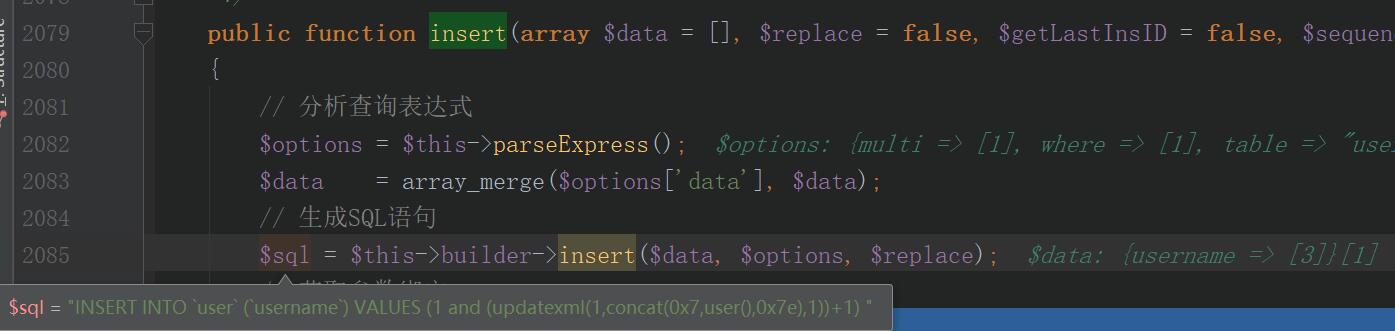 2079 public function insert(array $data = [], $replace = false, $getLastInsID = false, $sequen
2080 {
2081 // 分析查询表达式
2082 $options = $this->parseExpress(); $options: {multi => [1], where => [1], table => "use
2083 $data = array_merge($options['data'], $data);
2084 // 生成SQL语句
2085 $sql = $this->builder->insert($data, $options, $replace); $data: {username => [3]}[1]
$sql = "INSERT INTO `user` (`username`) VALUES (1 and (updatexml(1,concat(0x7,user(),0x7e),1))+1) "